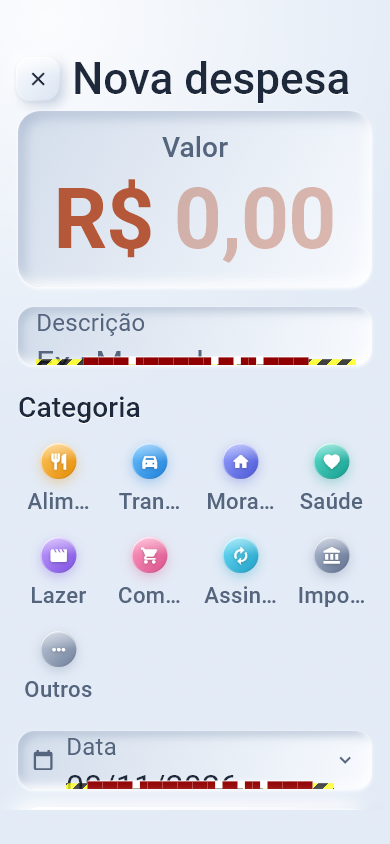 Nova despesa
Valor
R$ 0,00
Descrição
Categoria
Alim…
Tran…
Mora…
Saúde
Lazer
Com…
Assin…
Impo…
Outros
Data